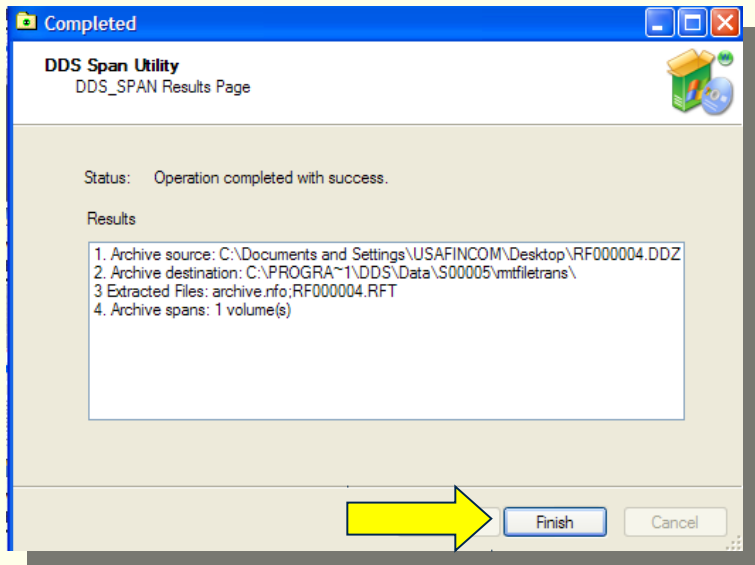 Completed
DDS Span Utility
DDS_SPAN Results Page
Status: Operation completed with success.
Results
1. Archive source: C:\Documents and Settings\USAFINCOM\Desktop\RF000004.DDZ
2. Archive destination: C:\PROGRA~1\DDS\Data\S00005\mtfiletrans\
3 Extracted Files: archive.nfo;RF000004.RFT
4. Archive spans: 1 volume(s)
Finish Cancel